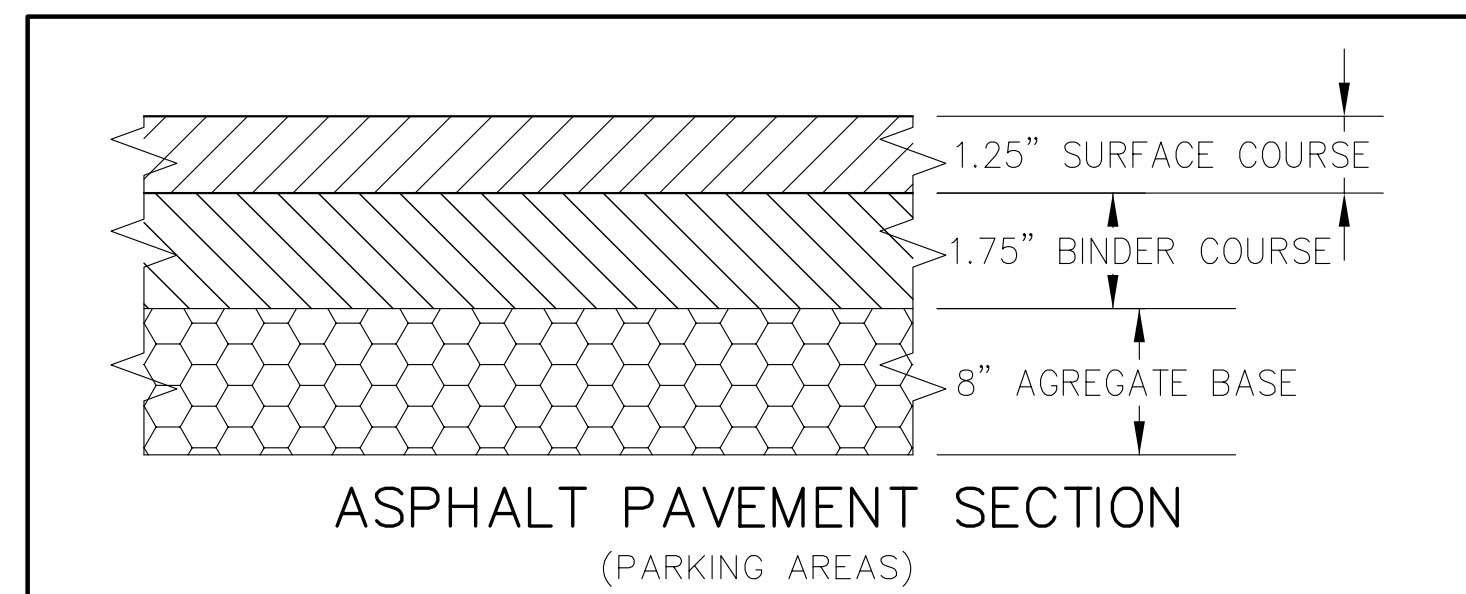 1.25” SURFACE COURSE
1.75” BINDER COURSE
8” AGREGATE BASE
ASPHALT PAVEMENT SECTION
(PARKING AREAS)